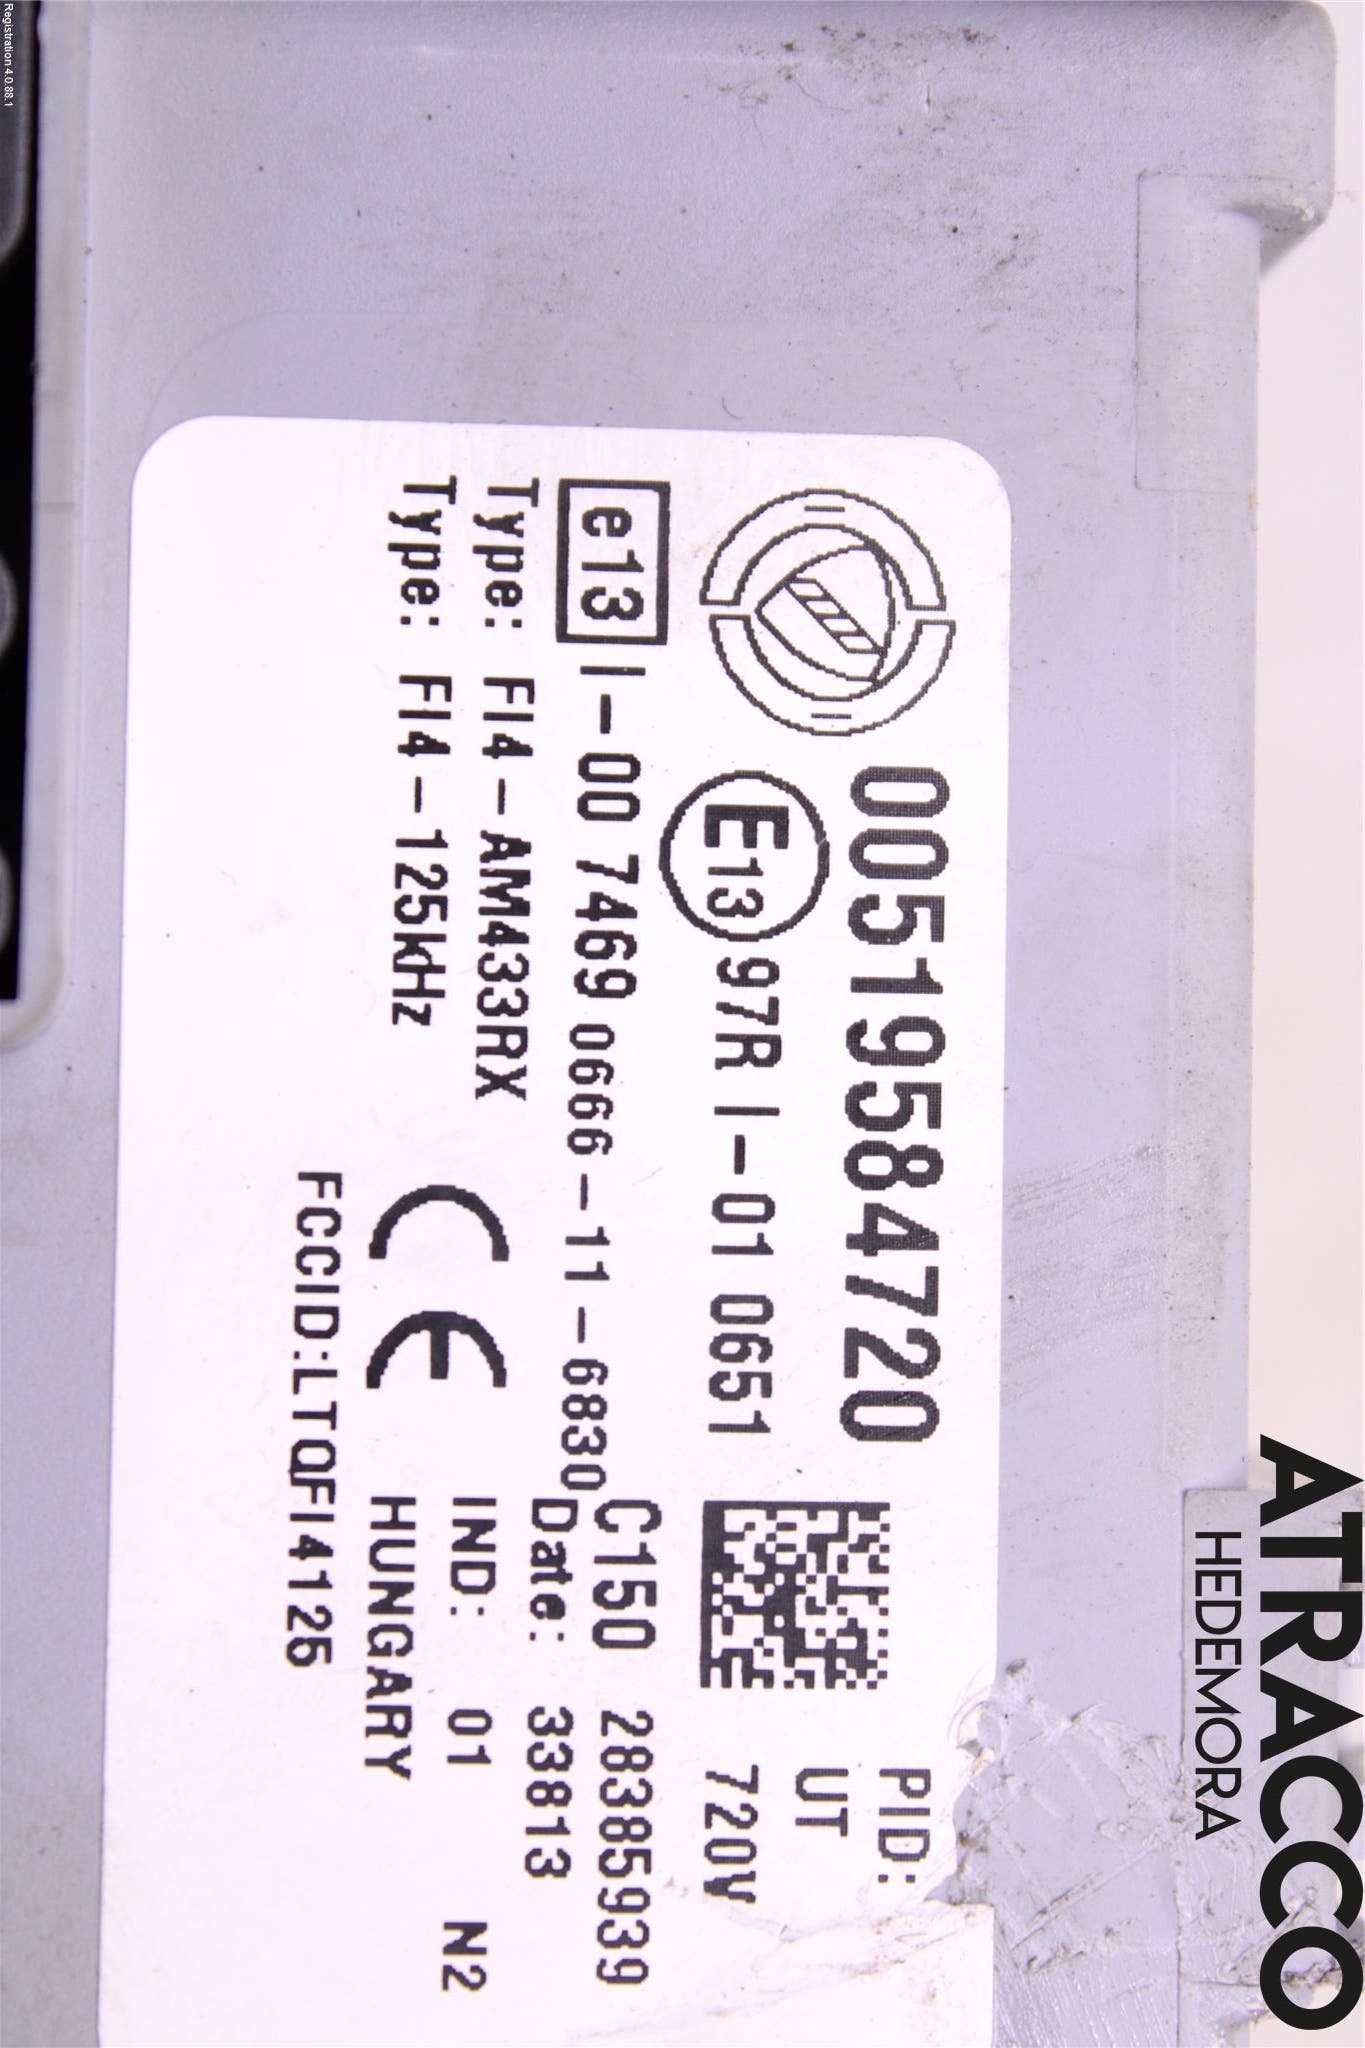 Registration 4.0.88.1
00519584720
PID:
UT
E13 97R I-01 0651
720V
e13 I-00 7469 0666-11-6830
C150 28385939
Type: FI4-AM433RX
Date: 33813
Type: FI4-125kHz
CE
IND: 01 N2
HUNGARY
FCCID:LTQFI4125
ATRACCO
HEDEMORA